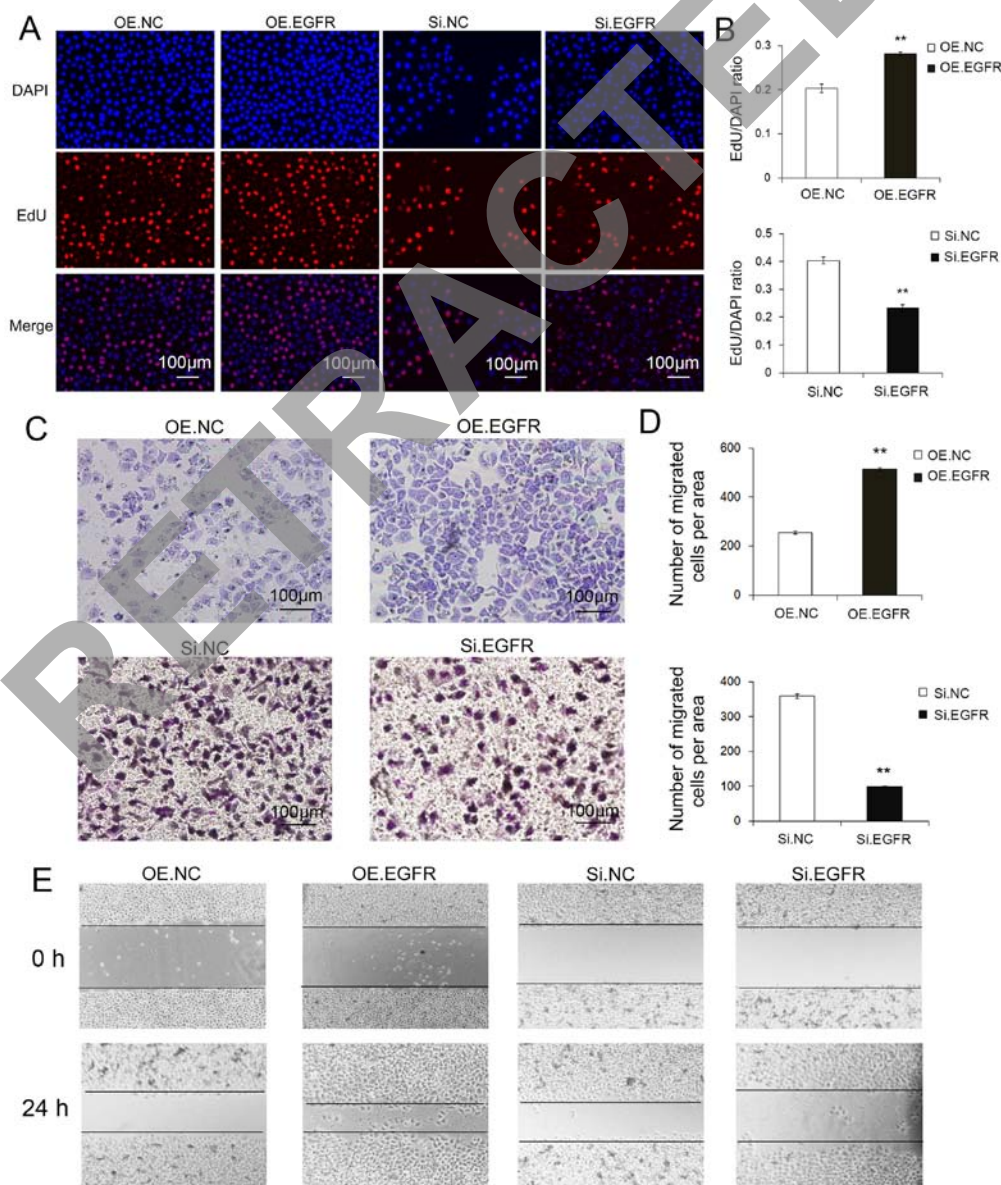 A
OE.NC
OE.EGFR
Si.NC
Si.EGFR
DAPI
EdU
Merge
100μm
100μm
100μm
100μm
B
EdU/DAPI ratio
0.3
0.2
0.1
0
**
OE.NC
OE.EGFR
OE.NC
OE.EGFR
EdU/DAPI ratio
0.5
0.4
0.3
0.2
0.1
0
**
Si.NC
Si.EGFR
Si.NC
Si.EGFR
C
OE.NC
OE.EGFR
100μm
100μm
Si.NC
Si.EGFR
100μm
100μm
D
Number of migrated
cells per area
600
400
200
0
**
OE.NC
OE.EGFR
OE.NC
OE.EGFR
Number of migrated
cells per area
400
300
200
100
0
**
Si.NC
Si.EGFR
Si.NC
Si.EGFR
E
OE.NC
OE.EGFR
Si.NC
Si.EGFR
0 h
24 h
RETRACTED